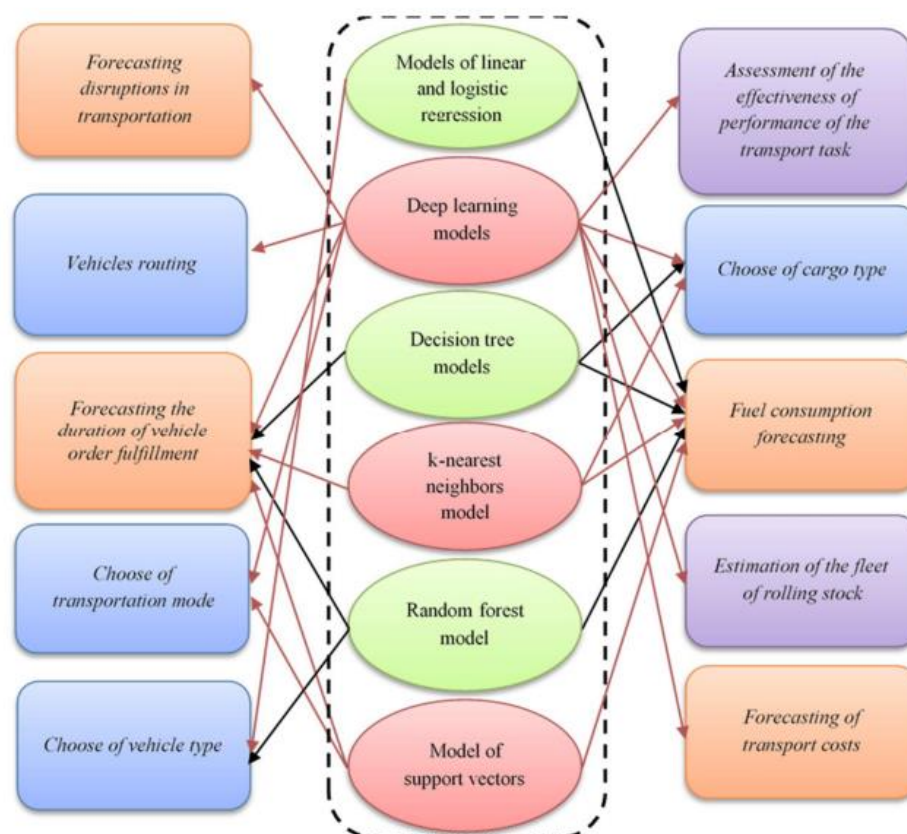 Forecasting
disruptions in
transportation
Vehicles routing
Forecasting the
duration of vehicle
order fulfillment
Choose of
transportation mode
Choose of vehicle type
Models of linear
and logistic
regression
Deep learning
models
Decision tree
models
k-nearest
neighbors
model
Random forest
model
Model of
support vectors
Assessment of the
effectiveness of
performance of the
transport task
Choose of cargo type
Fuel consumption
forecasting
Estimation of the fleet
of rolling stock
Forecasting of
transport costs